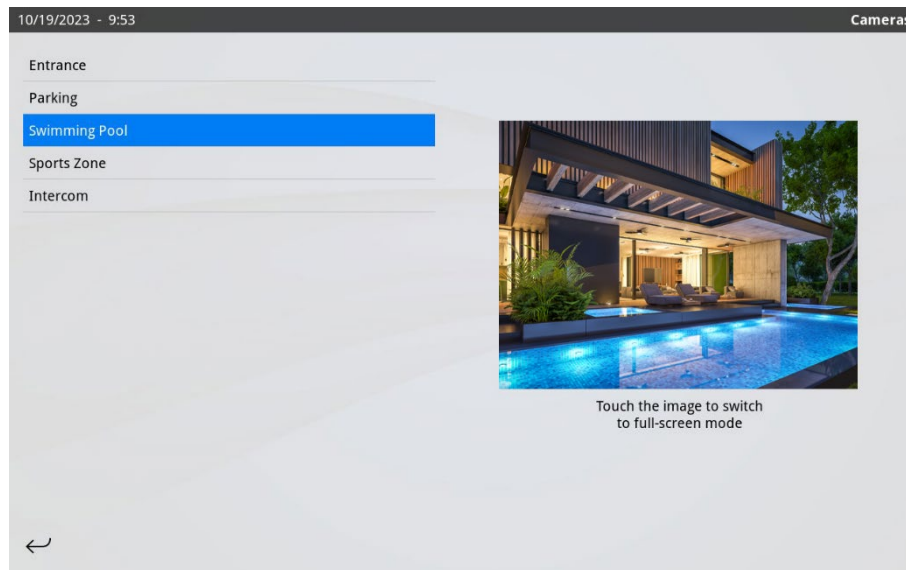 10/19/2023 - 9:53
Cameras
Entrance
Parking
Swimming Pool
Sports Zone
Intercom
Touch the image to switch
to full-screen mode